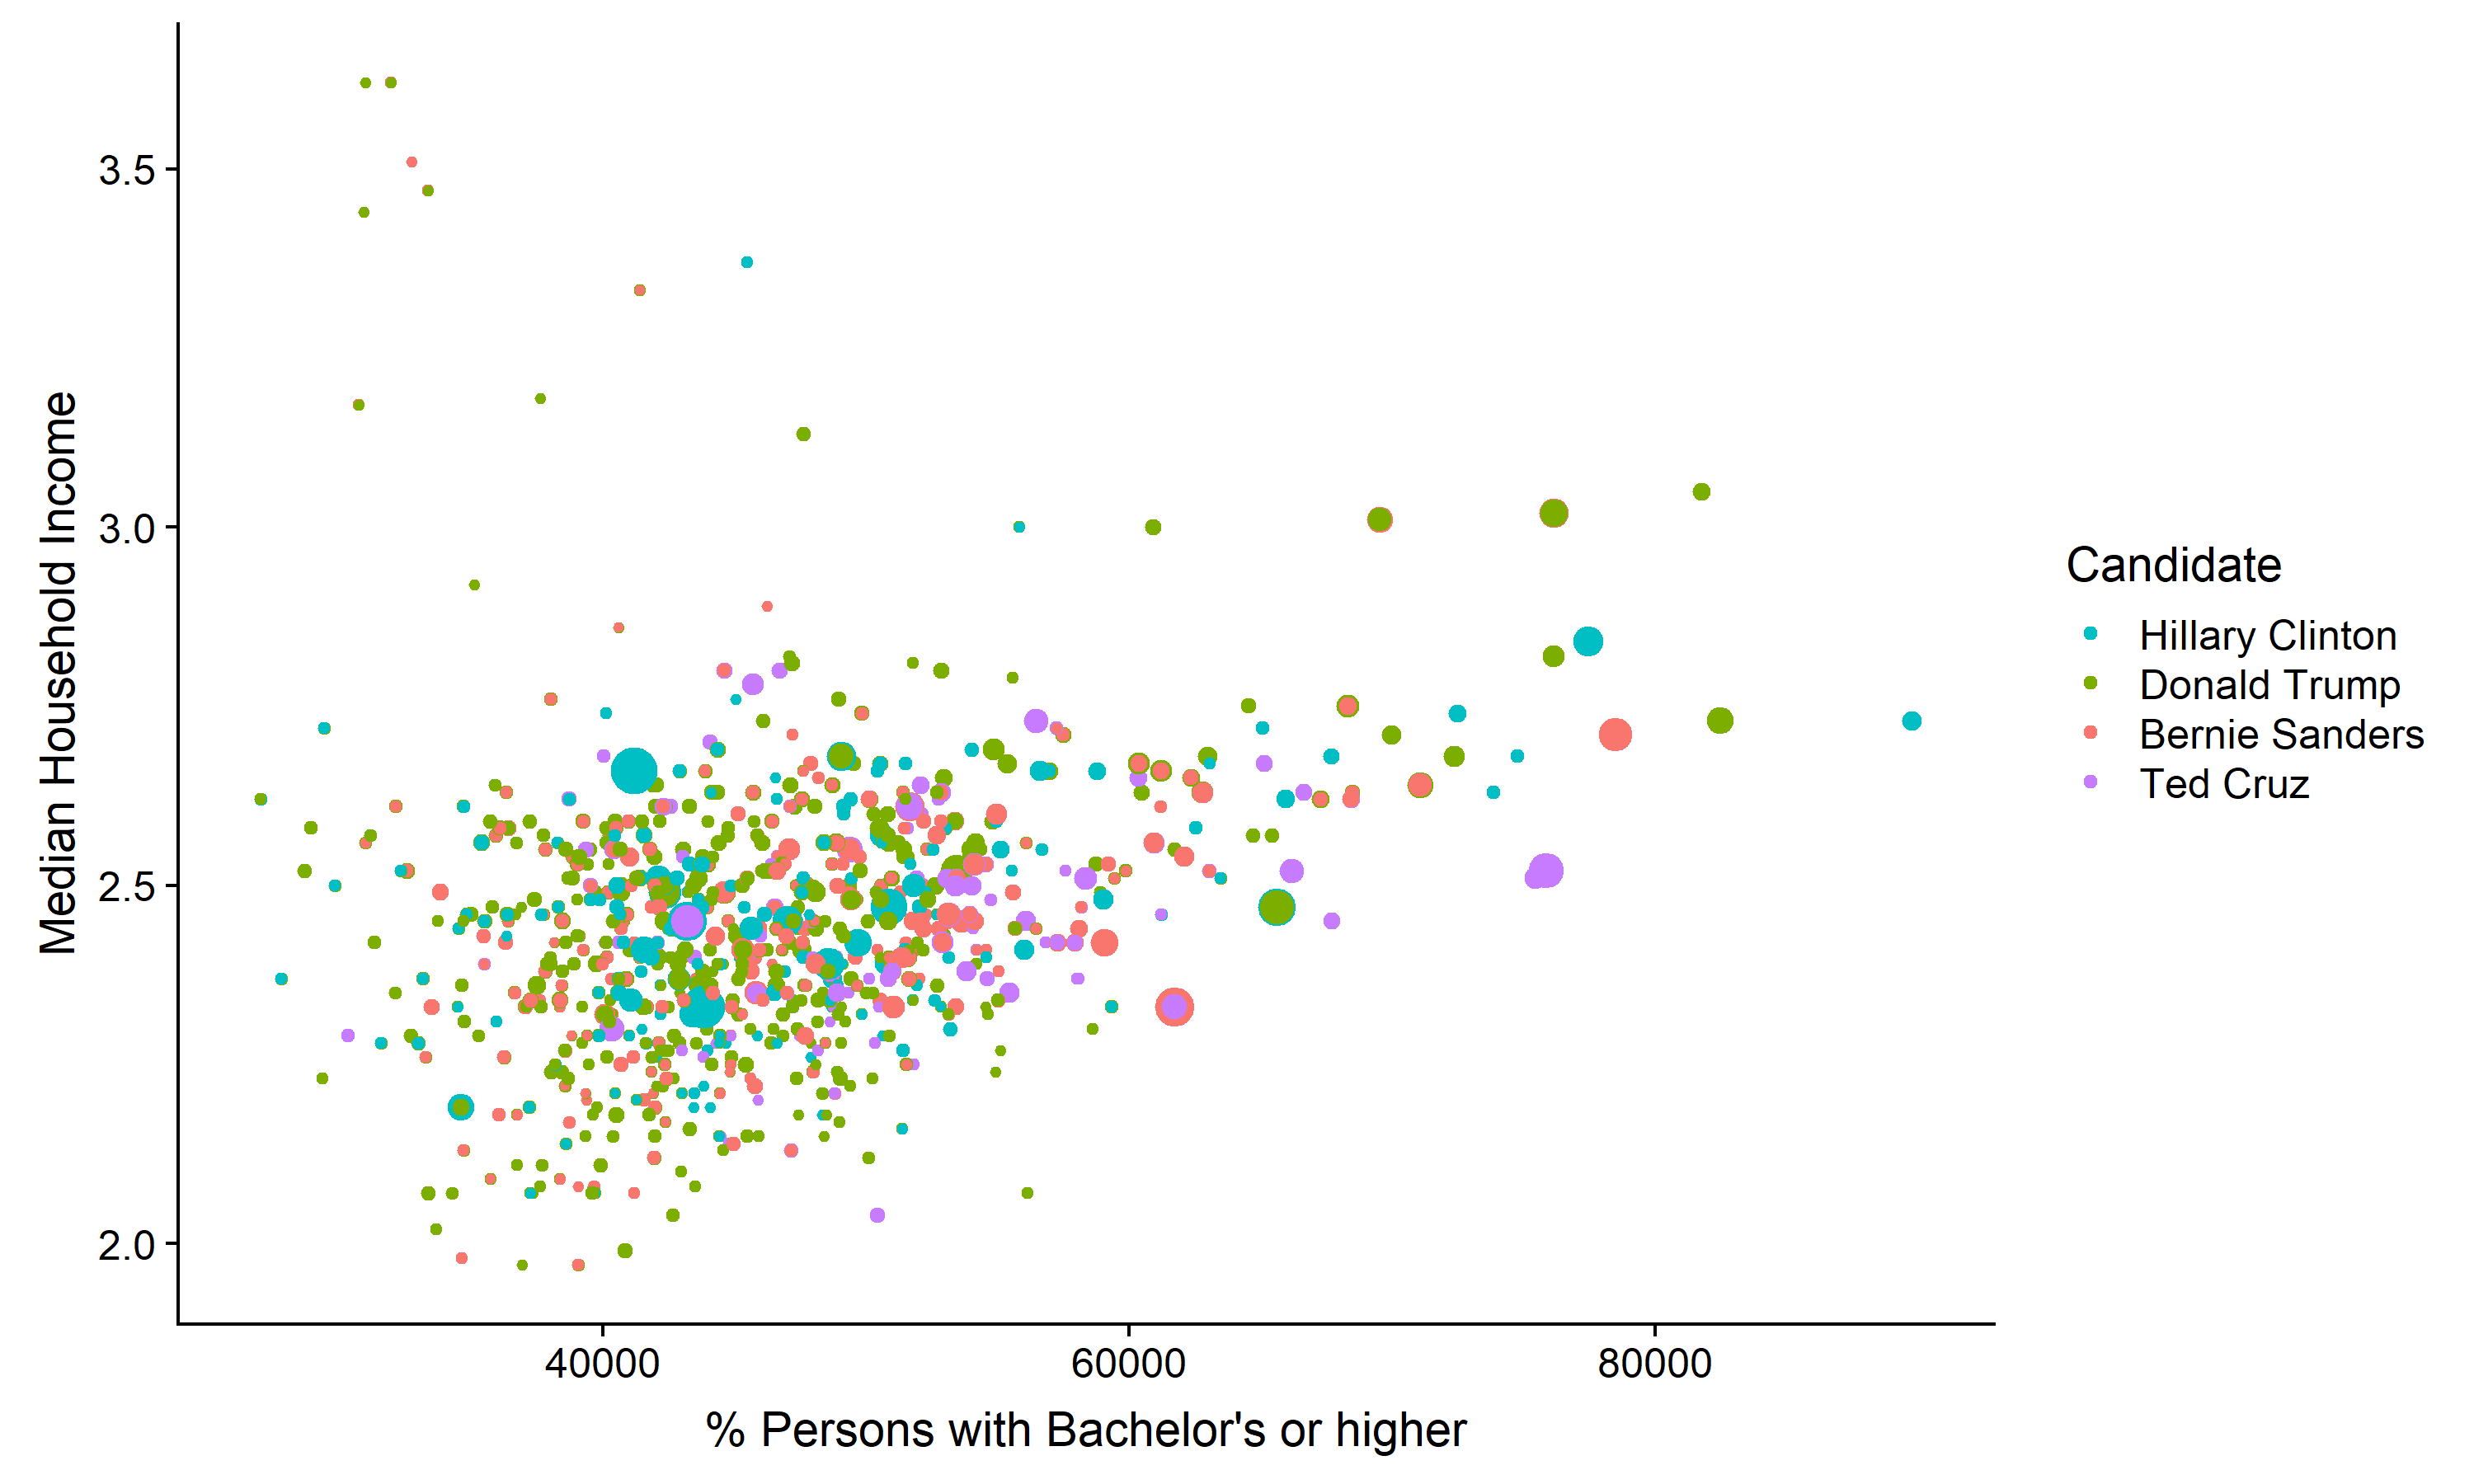 Median Household Income
3.5
3.0
2.5
2.0
40000
60000
80000
% Persons with Bachelor's or higher
Candidate
Hillary Clinton
Donald Trump
Bernie Sanders
Ted Cruz